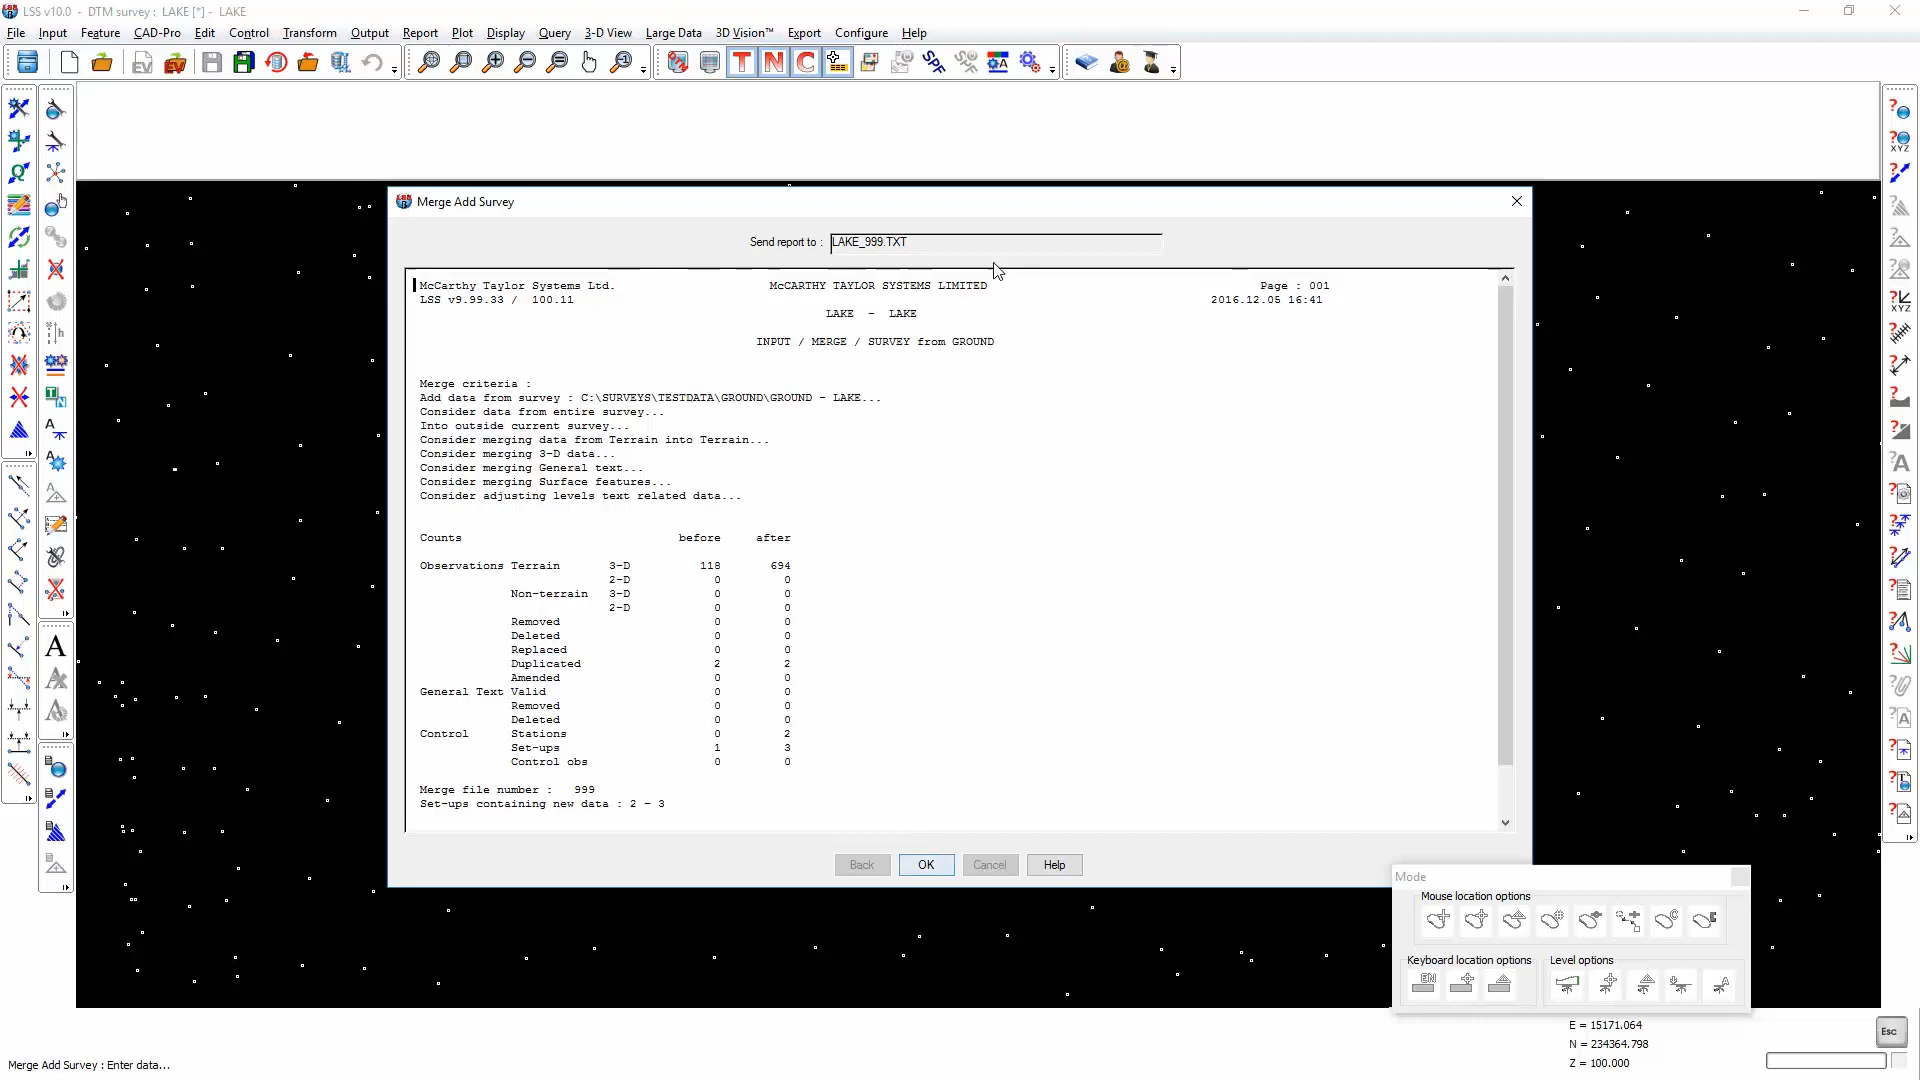 LSS v10.0 - DTM survey : LAKE [*] - LAKE
File Input Feature CAD-Pro Edit Control Transform Output Report Plot Display Query 3-D View Large Data 3D Vision™ Export Configure Help
Merge Add Survey
Send report to : LAKE_999.TXT
McCarthy Taylor Systems Ltd. McCARTHY TAYLOR SYSTEMS LIMITED Page : 001
LSS v9.99.33 / 100.11 2016.12.05 16:41
LAKE - LAKE
INPUT / MERGE / SURVEY from GROUND
Merge criteria :
Add data from survey : C:\SURVEYS\TESTDATA\GROUND\GROUND - LAKE...
Consider data from entire survey...
Into outside current survey...
Consider merging data from Terrain into Terrain...
Consider merging 3-D data...
Consider merging General text...
Consider merging Surface features...
Consider adjusting levels text related data...
Counts before after
Observations Terrain 3-D 118 694
2-D 0 0
Non-terrain 3-D 0 0
2-D 0 0
Removed 0 0
Deleted 0 0
Replaced 0 0
Duplicated 2 2
Amended 0 0
General Text Valid 0 0
Removed 0 0
Deleted 0 0
Control Stations 0 2
Set-ups 1 3
Control obs 0 0
Merge file number : 999
Set-ups containing new data : 2 - 3
Back OK Cancel Help
Mode
Mouse location options
Keyboard location options Level options
E = 15171.064
N = 234364.798
Z = 100.000
Esc
Merge Add Survey : Enter data...